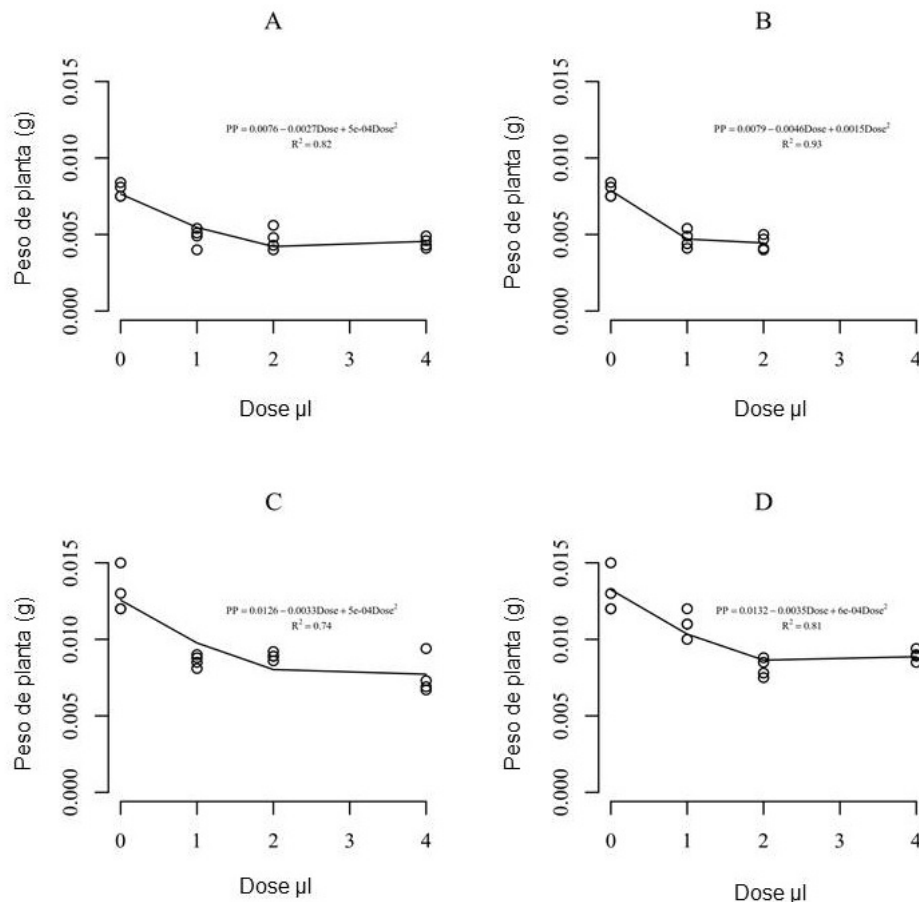 A
Peso de planta (g)
0.015
0.010
0.005
0.000
PP = 0.0076 − 0.0027Dose + 5e-04Dose²
R² = 0.82
0 1 2 3 4
Dose µl
B
Peso de planta (g)
0.015
0.010
0.005
0.000
PP = 0.0079 − 0.0046Dose + 0.0015Dose²
R² = 0.93
0 1 2 3 4
Dose µl
C
Peso de planta (g)
0.015
0.010
0.005
0.000
PP = 0.0126 − 0.0033Dose + 5e-04Dose²
R² = 0.74
0 1 2 3 4
Dose µl
D
Peso de planta (g)
0.015
0.010
0.005
0.000
PP = 0.0132 − 0.0035Dose + 6e-04Dose²
R² = 0.81
0 1 2 3 4
Dose µl